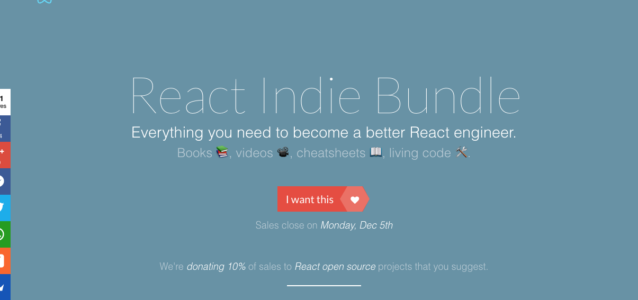 React Indie Bundle
Everything you need to become a better React engineer.
Books 📚, videos 🎓, cheatsheets 📖, living code 🛠
I want this
Sales close on Monday, Dec 5th
We're donating 10% of sales to React open source projects that you suggest.